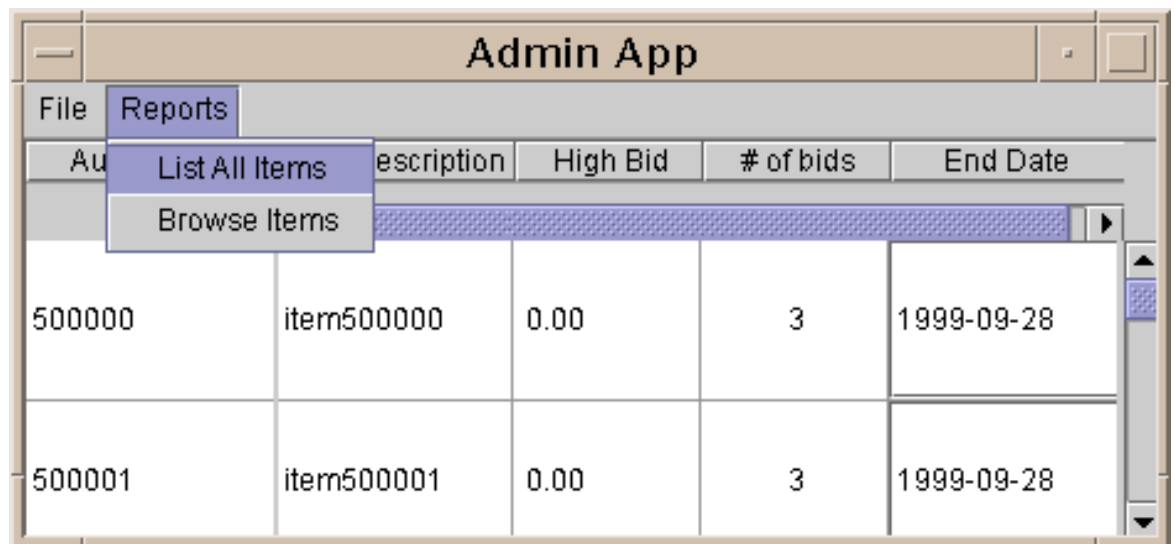 Admin App
File Reports
Au escription High Bid # of bids End Date
List All Items
Browse Items
500000 item500000 0.00 3 1999-09-28
500001 item500001 0.00 3 1999-09-28